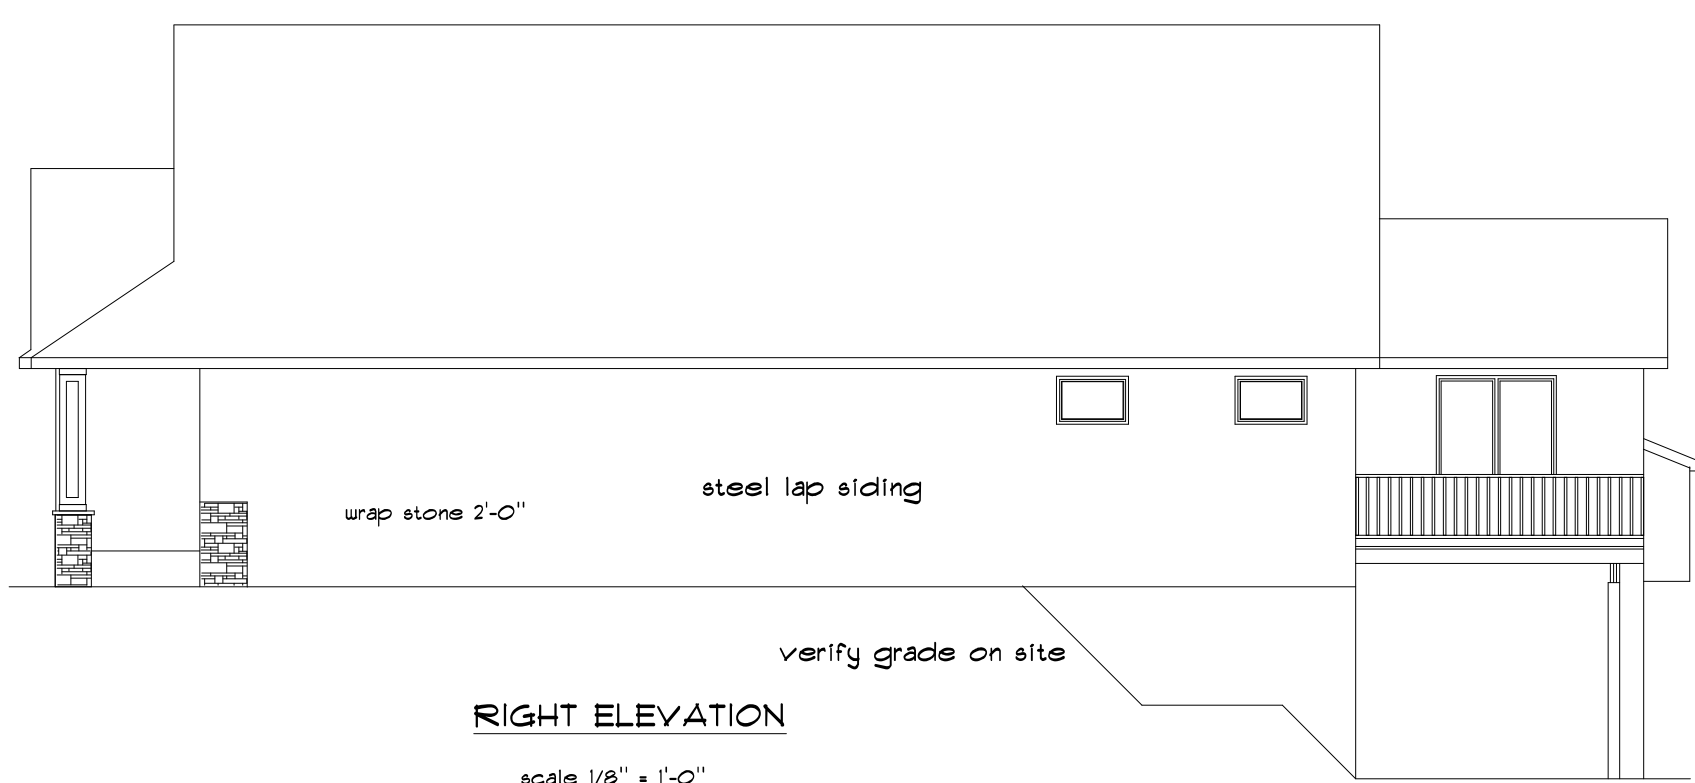 steel lap siding
wrap stone 2'-0"
verify grade on site
RIGHT ELEVATION
scale 1/8" = 1'-0"